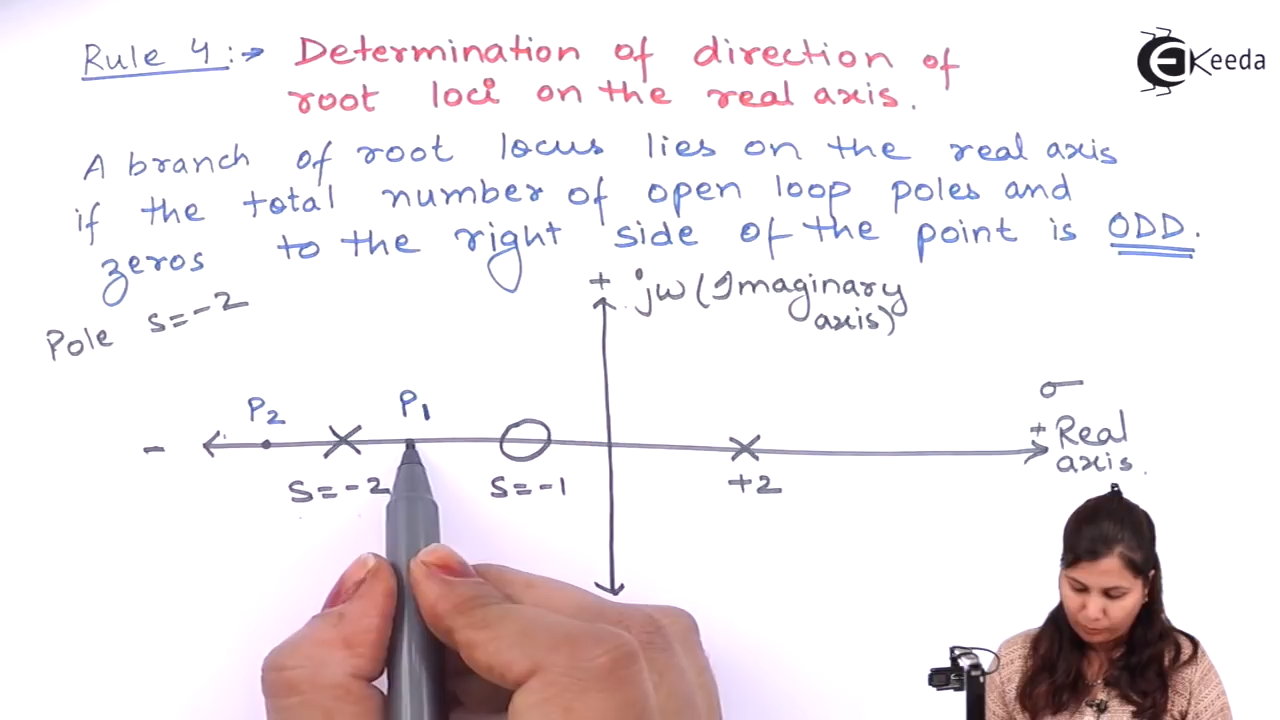 Rule 4 :→ Determination of direction of
root loci on the real axis.
EKeeda
A branch of root locus lies on the real axis
if the total number of open loop poles and
zeros to the right side of the point is ODD.
Pole s=-2
+ jω (Imaginary
axis)
σ
+ Real
axis.
-
P2
P1
S=-2
S=-1
+2